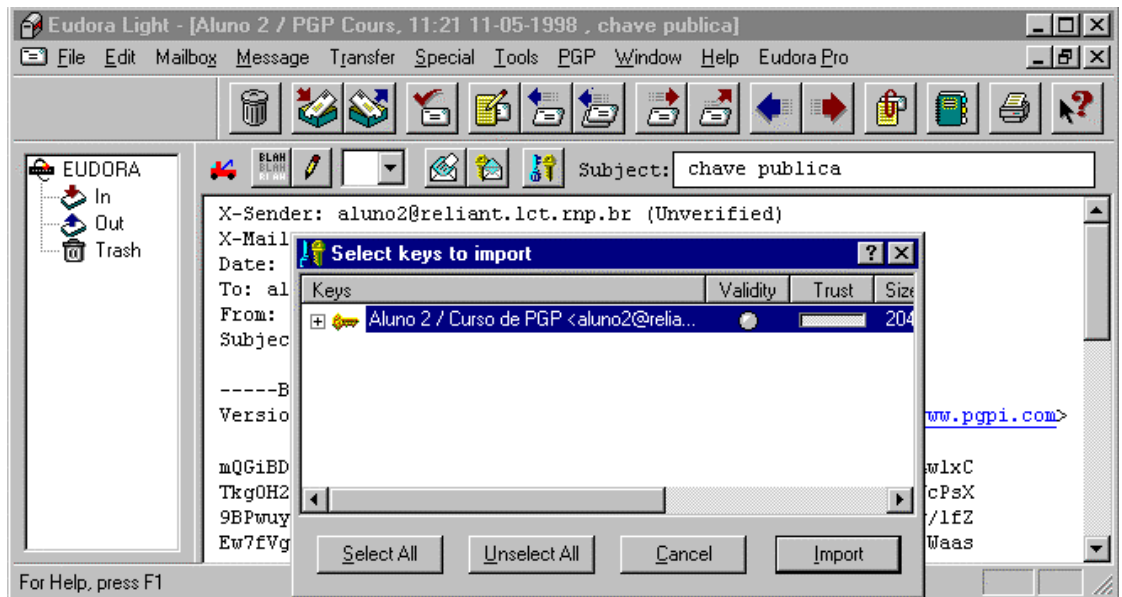 Eudora Light - [Aluno 2 / PGP Cours, 11:21 11-05-1998 , chave publica]
File Edit Mailbox Message Transfer Special Tools PGP Window Help Eudora Pro
EUDORA
In
Out
Trash
BLAH
BLAH
BLAH
Subject: chave publica
X-Sender: aluno2@reliant.lct.rnp.br (Unverified)
X-Mail
Date:
To: al
From:
Subjec
-----B
Versio
ww.pgpi.com>
mQGiBD
wlxC
TkgOH2
cPsX
9BPwuy
/lfZ
Ew7fVg
Waas
Select keys to import
Keys Validity Trust Size
Aluno 2 / Curso de PGP <aluno2@relia... 204
Select All Unselect All Cancel Import
For Help, press F1